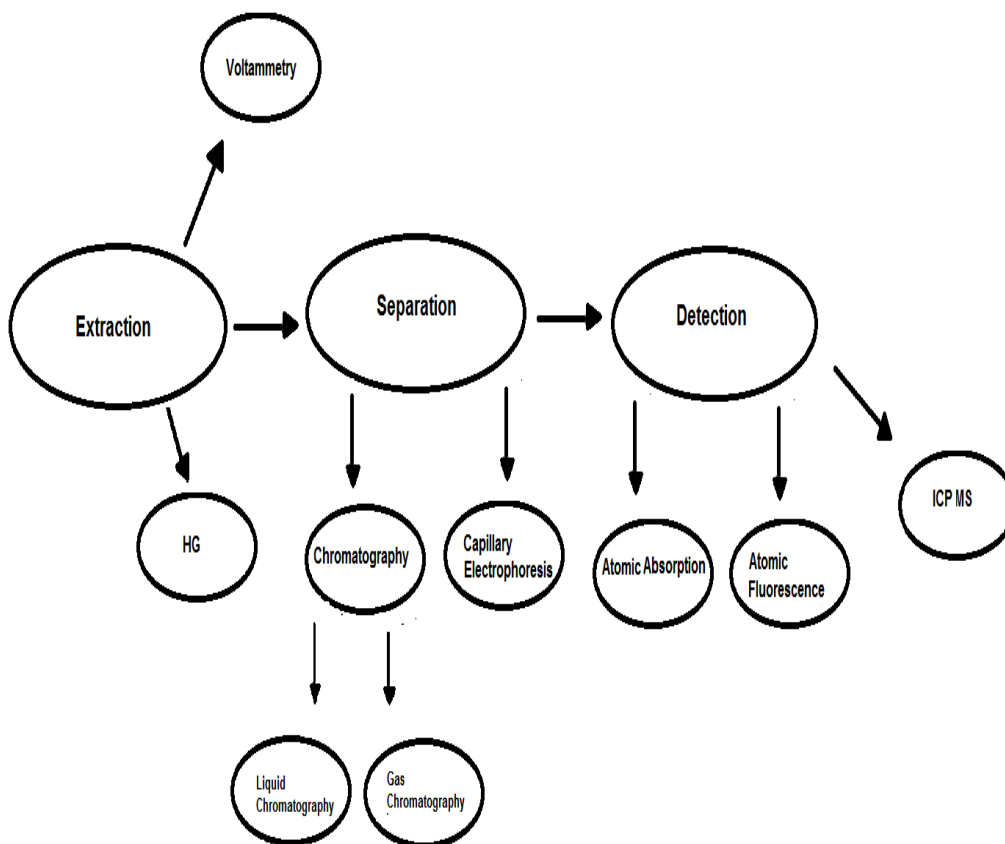 Voltammetry
Extraction
Separation
Detection
HG
Chromatography
Capillary
Electrophoresis
Atomic Absorption
Atomic
Fluorescence
ICP MS
Liquid
Chromatography
Gas
Chromatography